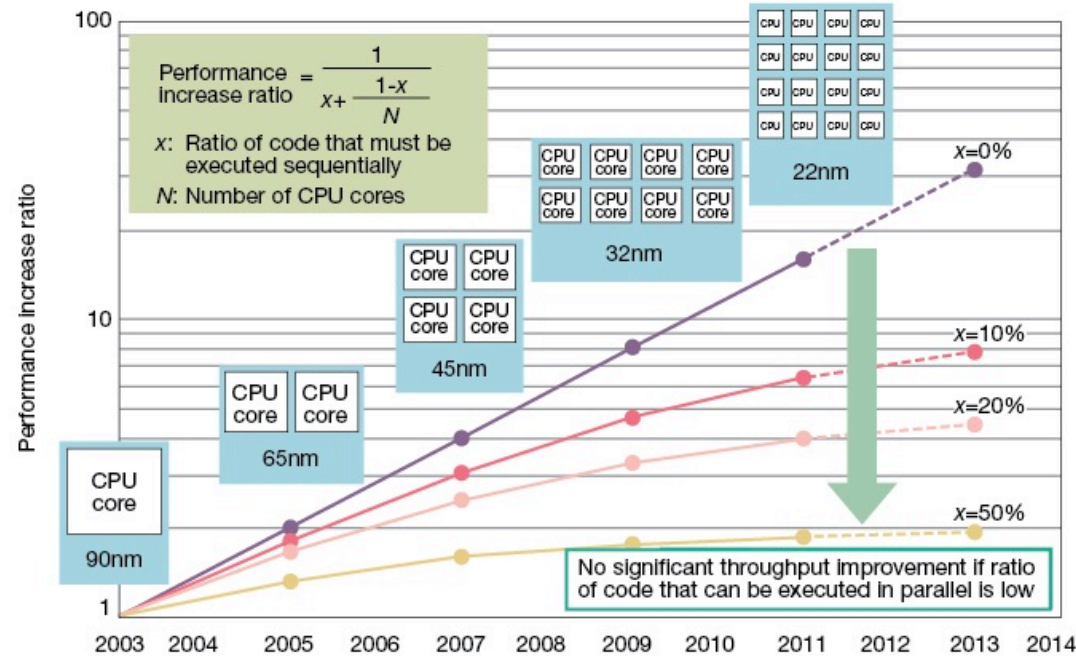 100
10
1
Performance increase ratio
Performance
increase ratio
=
1
x+
1-x
N
x: Ratio of code that must be
executed sequentially
N: Number of CPU cores
CPU
core
90nm
CPU
core
CPU
core
65nm
CPU
core
CPU
core
CPU
core
CPU
core
45nm
CPU
core
CPU
core
CPU
core
CPU
core
CPU
core
CPU
core
CPU
core
CPU
core
32nm
CPU CPU CPU CPU
CPU CPU CPU CPU
CPU CPU CPU CPU
CPU CPU CPU CPU
22nm
x=0%
x=10%
x=20%
x=50%
No significant throughput improvement if ratio
of code that can be executed in parallel is low
2003 2004 2005 2006 2007 2008 2009 2010 2011 2012 2013 2014